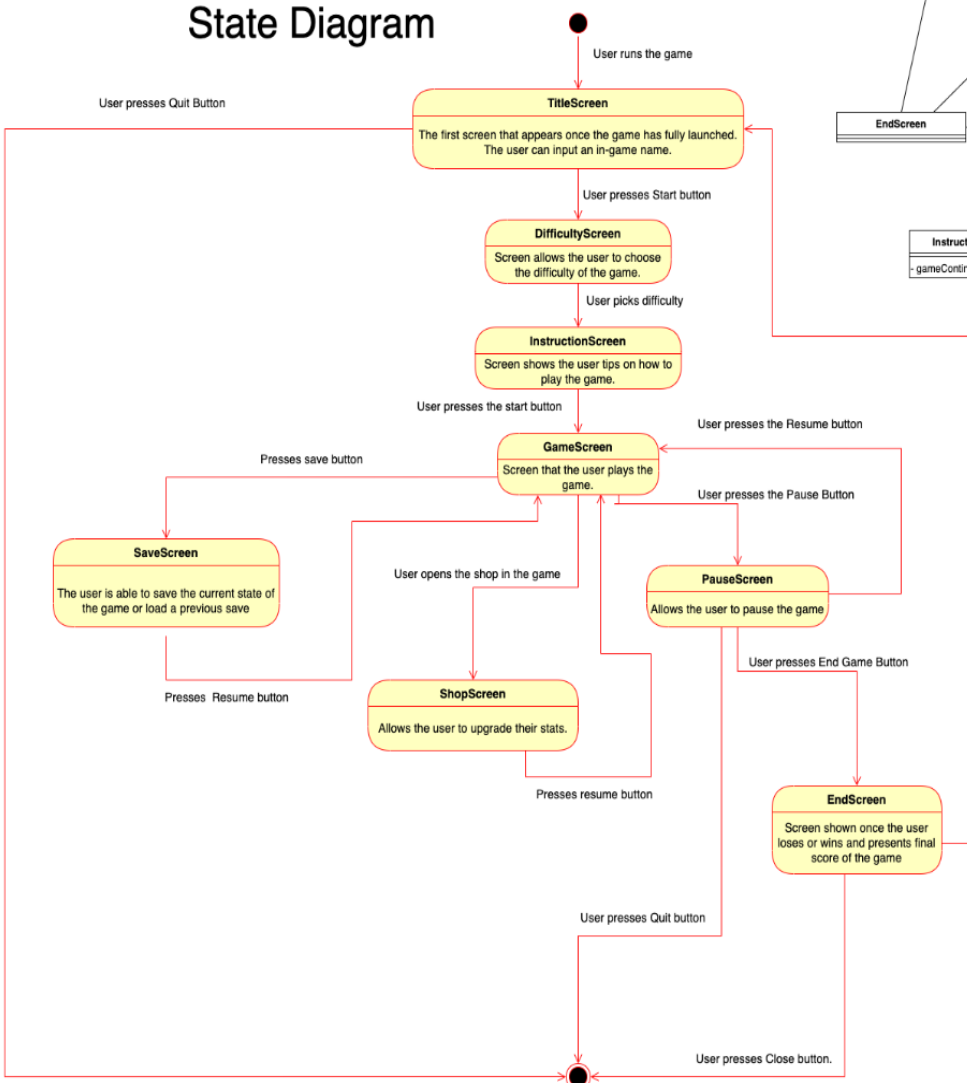 State Diagram
User runs the game
User presses Quit Button
TitleScreen
The first screen that appears once the game has fully launched.
The user can input an in-game name.
EndScreen
User presses Start button
DifficultyScreen
Screen allows the user to choose
the difficulty of the game.
Instruct
- gameContin
User picks difficulty
InstructionScreen
Screen shows the user tips on how to
play the game.
User presses the start button
User presses the Resume button
GameScreen
Screen that the user plays the
game.
Presses save button
User presses the Pause Button
SaveScreen
The user is able to save the current state of
the game or load a previous save
User opens the shop in the game
PauseScreen
Allows the user to pause the game
User presses End Game Button
Presses  Resume button
ShopScreen
Allows the user to upgrade their stats.
Presses resume button
EndScreen
Screen shown once the user
loses or wins and presents final
score of the game
User presses Quit button
User presses Close button.